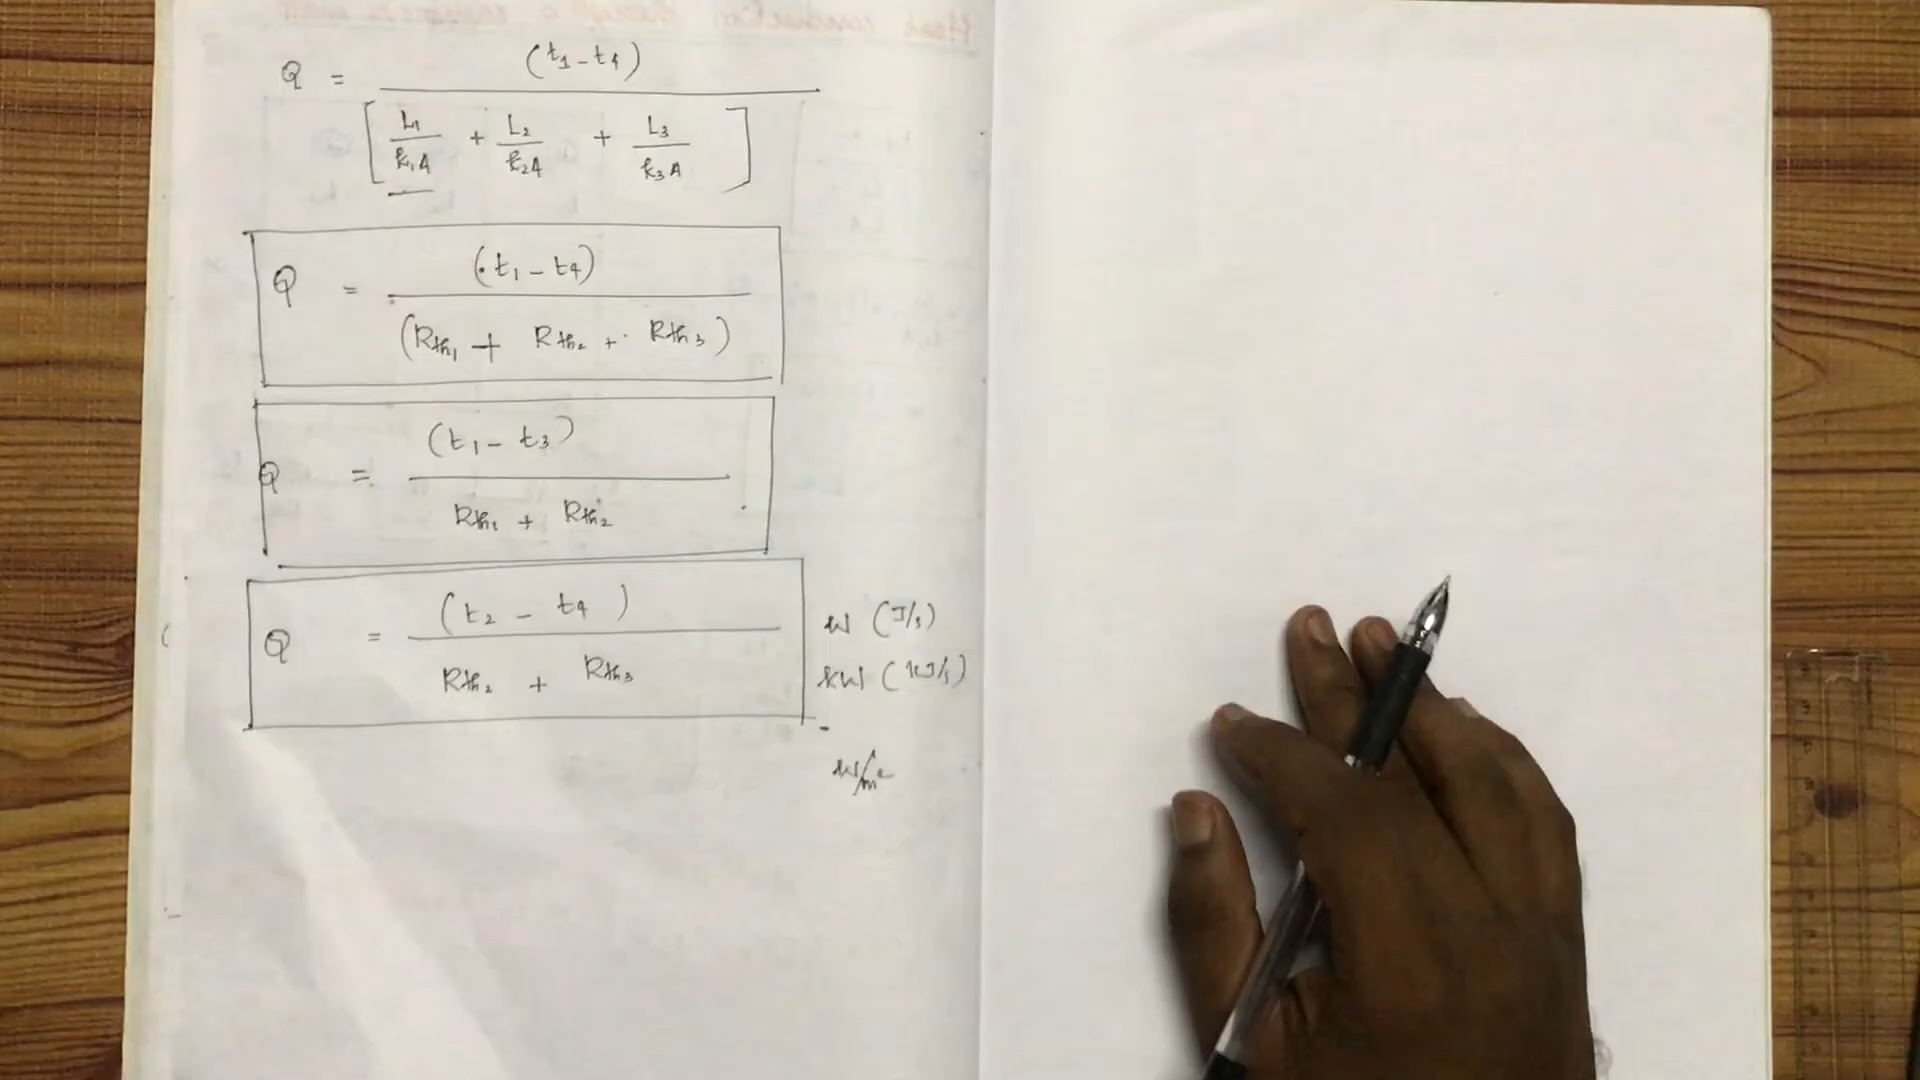 Q = (t1 - t4)
[L1/k1A + L2/k2A + L3/k3A]
Q = (t1 - t4)
(Rth1 + Rth2 + Rth3)
Q = (t1 - t3)
Rth1 + Rth2
Q = (t2 - t4)
Rth2 + Rth3
W (J/s)
kW (kJ/s)
W/m²